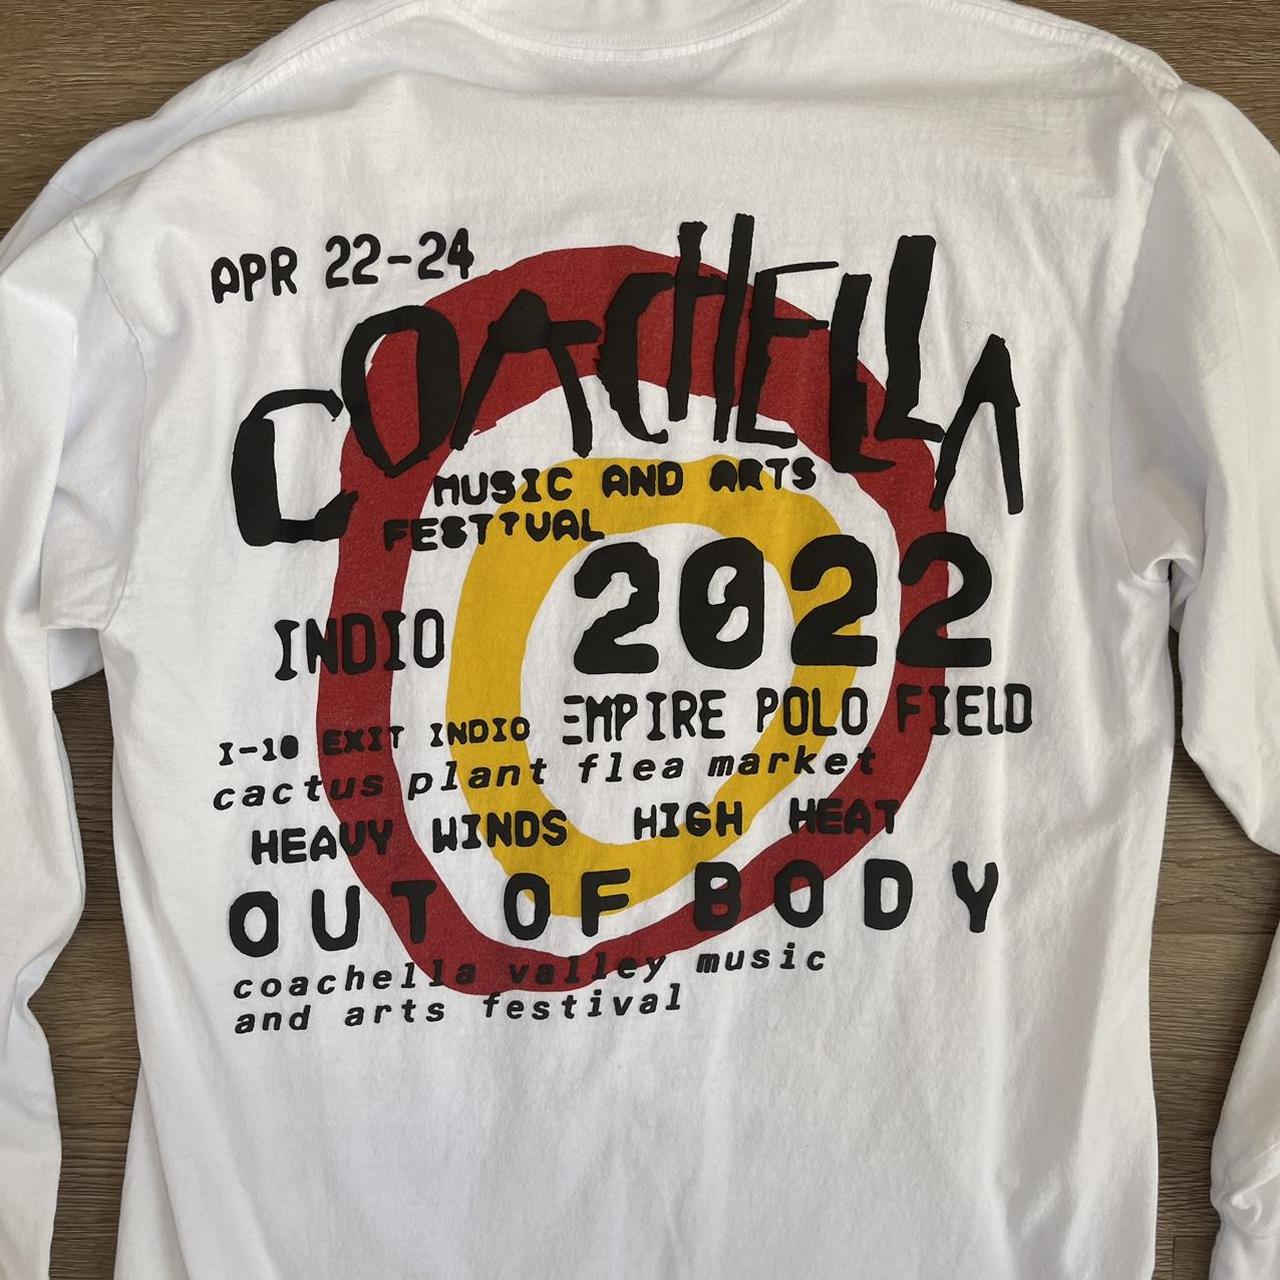 APR 22-24
COACHELLA
MUSIC AND ARTS
FESTIVAL
2022
INDIO
EMPIRE POLO FIELD
I-10 EXIT INDIO
cactus plant flea market
HEAVY WINDS HIGH HEAT
OUT OF BODY
coachella valley music
and arts festival